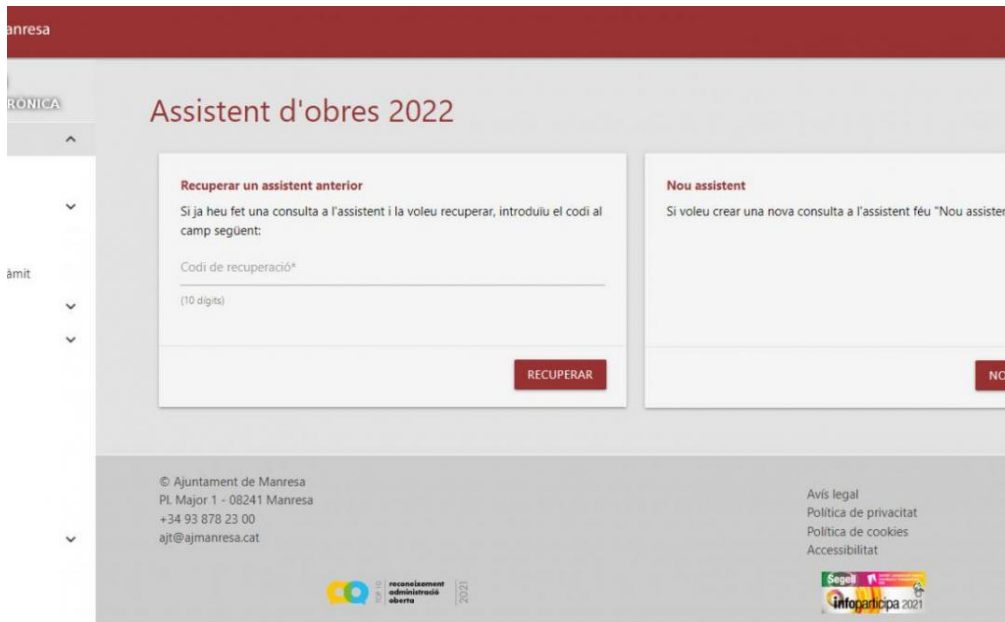 anresa
RONICA
àmit
Assistent d'obres 2022
Recuperar un assistent anterior
Si ja heu fet una consulta a l'assistent i la voleu recuperar, introduïu el codi al
camp següent:
Codi de recuperació*
(10 dígits)
RECUPERAR
Nou assistent
Si voleu crear una nova consulta a l'assistent féu "Nou assisten
NO
© Ajuntament de Manresa
Pl. Major 1 - 08241 Manresa
+34 93 878 23 00
ajt@ajmanresa.cat
Avís legal
Política de privacitat
Política de cookies
Accessibilitat
TOP 10
reconeixement
administració
oberta
2021
Segell
infoparticipa 2021